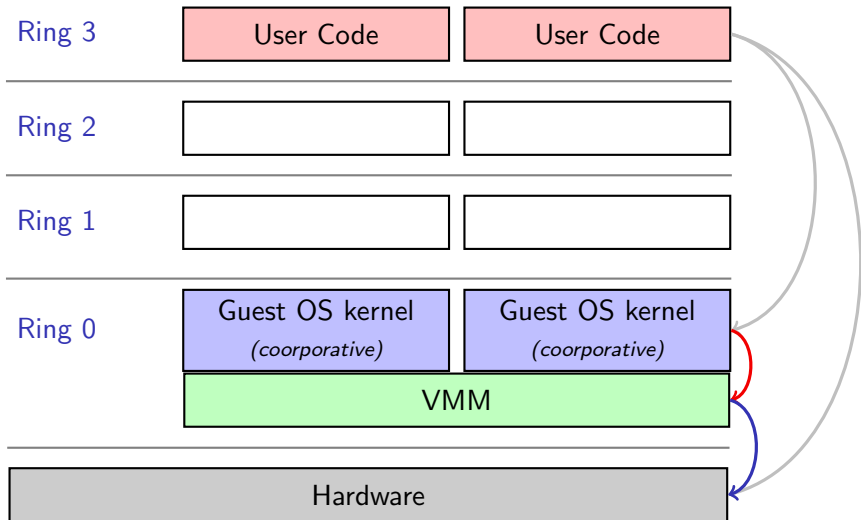 Ring 3
User Code
User Code
Ring 2
Ring 1
Ring 0
Guest OS kernel
(coorporative)
Guest OS kernel
(coorporative)
VMM
Hardware